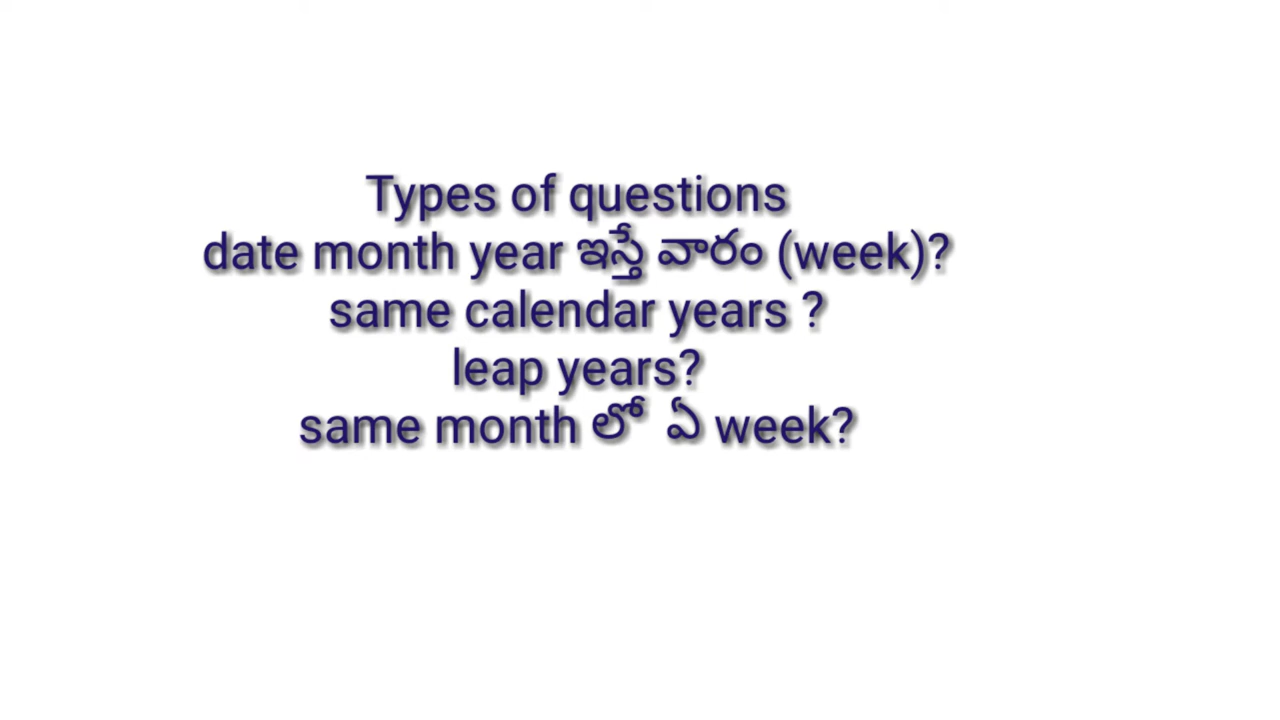 Types of questions
date month year ఇస్తే వారం (week)?
same calendar years ?
leap years?
same month లో ఏ week?